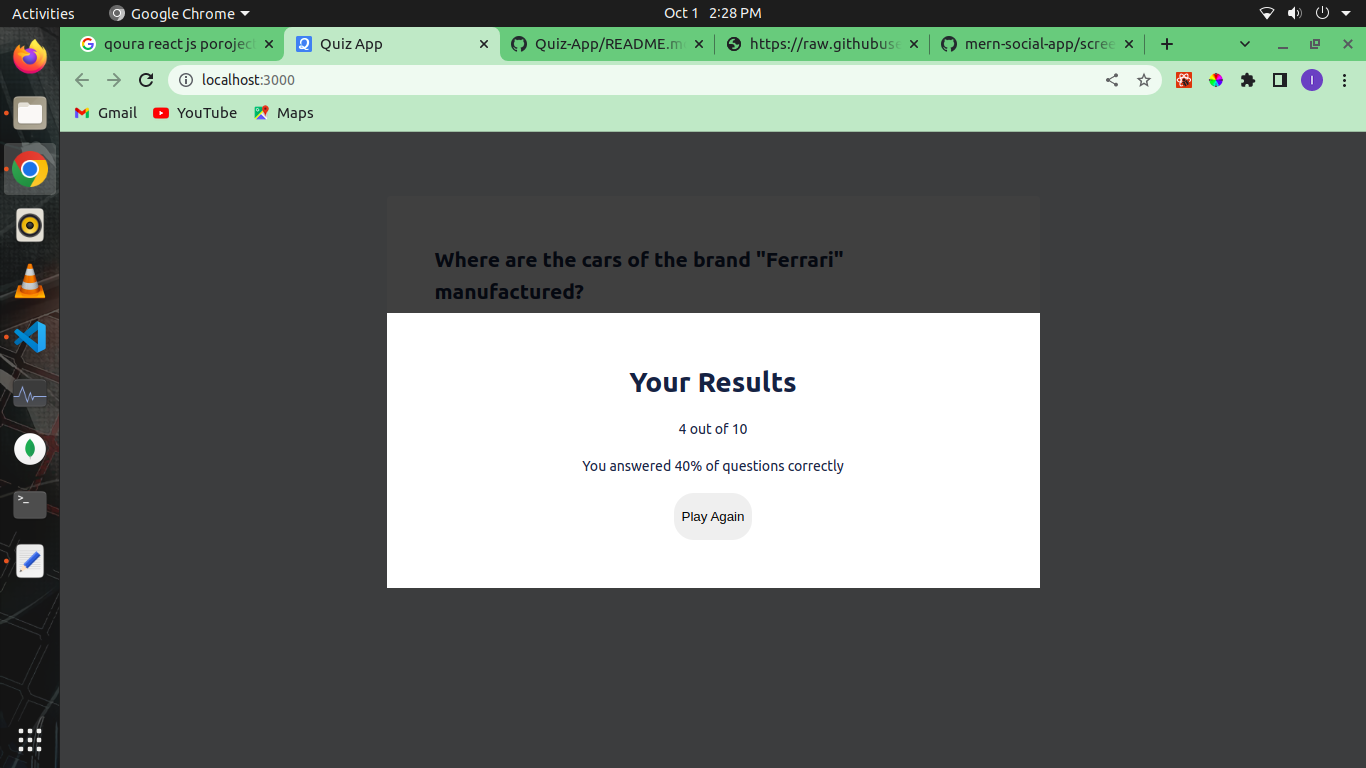 Activities
Google Chrome
Oct 1 2:28 PM
qoura react js poroject
Quiz App
Quiz-App/README.m
https://raw.githubuse
mern-social-app/scree
localhost:3000
I
Gmail
YouTube
Maps
Where are the cars of the brand "Ferrari"
manufactured?
Your Results
4 out of 10
You answered 40% of questions correctly
Play Again